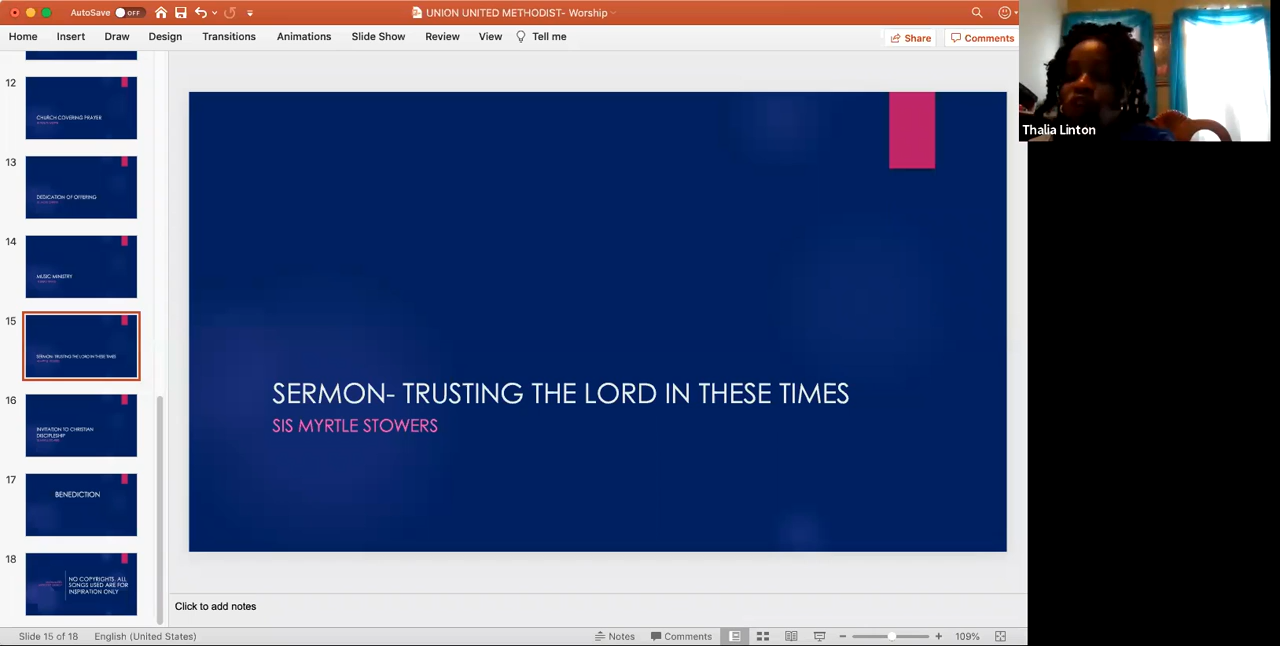 AutoSave OFF
UNION UNITED METHODIST- Worship
Home Insert Draw Design Transitions Animations Slide Show Review View Tell me
Share Comments
Thalia Linton
12
CHURCH COVERING PRAYER
13
DEDICATION OF OFFERING
14
MUSIC MINISTRY
15
SERMON- TRUSTING THE LORD IN THESE TIMES
16
INVITATION TO CHRISTIAN
DISCIPLESHIP
17
BENEDICTION
18
NO COPYRIGHTS. ALL
SONGS USED ARE FOR
INSPIRATION ONLY
SERMON- TRUSTING THE LORD IN THESE TIMES
SIS MYRTLE STOWERS
Click to add notes
Slide 15 of 18 English (United States)
Notes Comments 109%